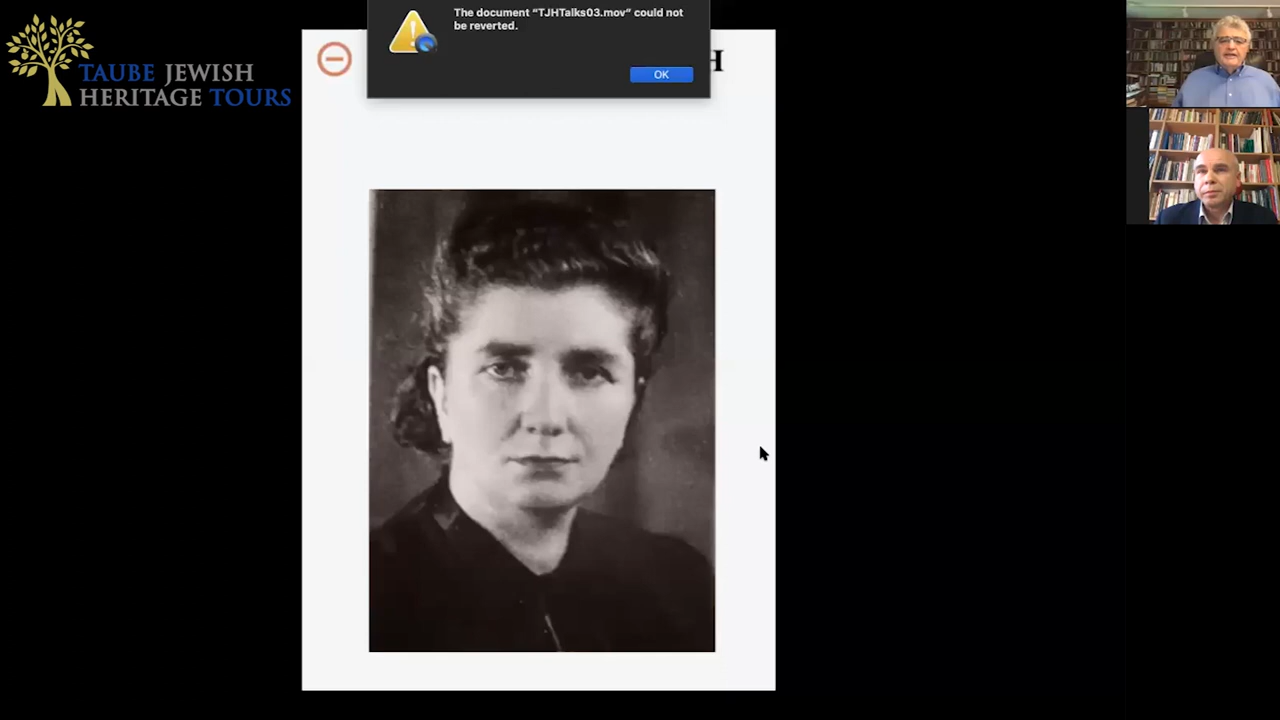 TAUBE JEWISH
HERITAGE TOURS
The document “TJHTalks03.mov” could not
be reverted.
OK
H